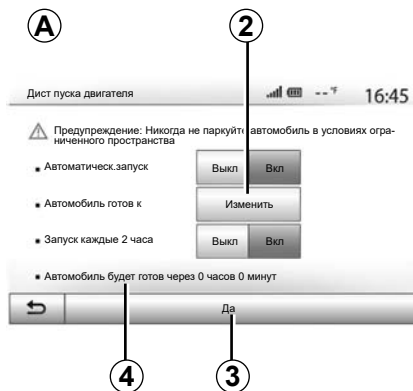 A
2
Дист пуска двигателя
-- °F
16:45
Предупреждение: Никогда не паркуйте автомобиль в условиях огра-
ниченного пространства
▪ Автоматическ.запуск
Выкл
Вкл
▪ Автомобиль готов к
Изменить
▪ Запуск каждые 2 часа
Выкл
Вкл
▪ Автомобиль будет готов через 0 часов 0 минут
Да
4
3